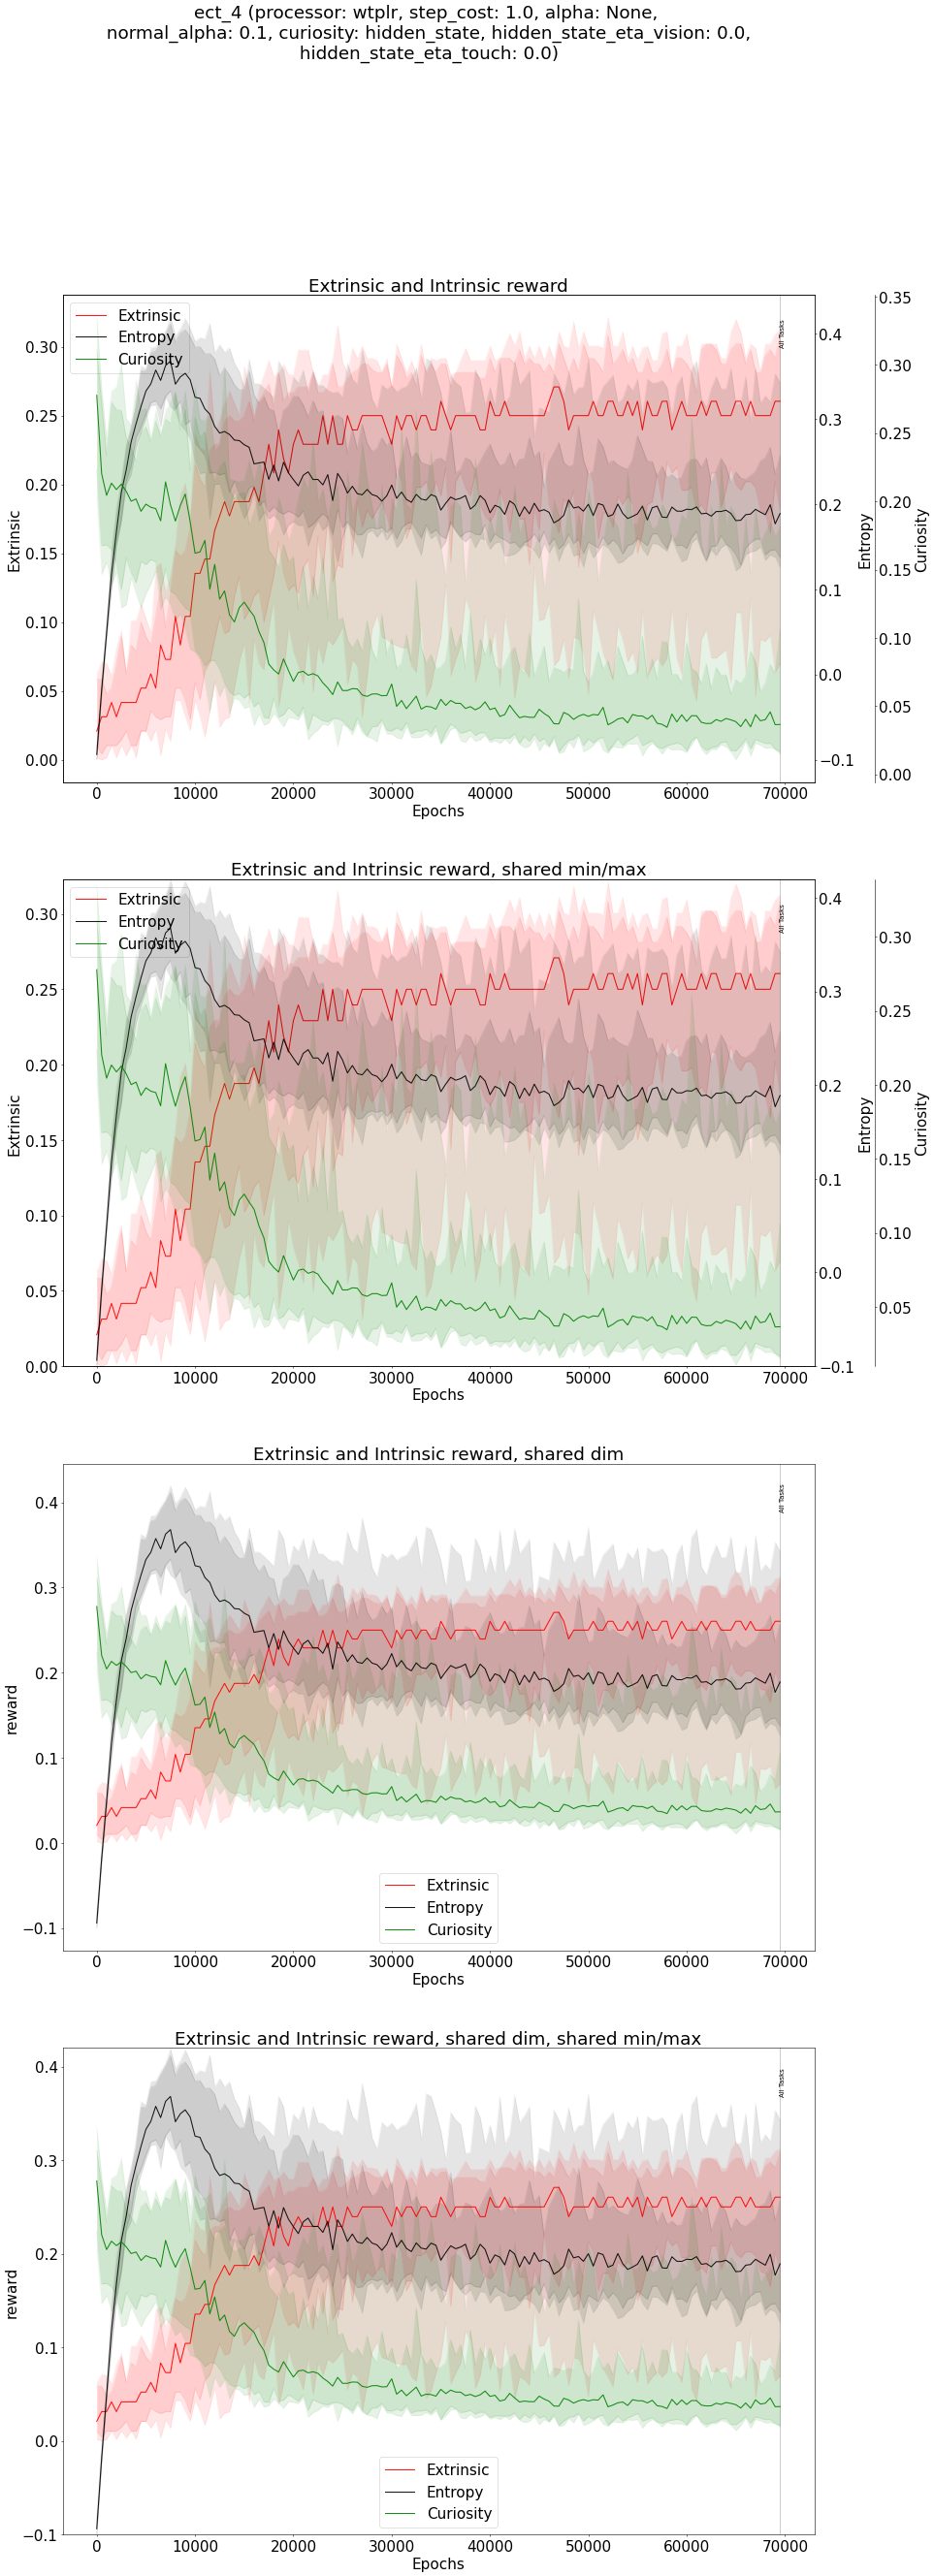 ect_4 (processor: wtplr, step_cost: 1.0, alpha: None,
normal_alpha: 0.1, curiosity: hidden_state, hidden_state_eta_vision: 0.0,
hidden_state_eta_touch: 0.0)
Extrinsic and Intrinsic reward
Extrinsic
Entropy
Curiosity
All Tasks
0.30
0.25
0.20
0.15
0.10
0.05
0.00
Extrinsic
0.4
0.3
0.2
0.1
0.0
−0.1
Entropy
0.35
0.30
0.25
0.20
0.15
0.10
0.05
0.00
Curiosity
0 10000 20000 30000 40000 50000 60000 70000
Epochs
Extrinsic and Intrinsic reward, shared min/max
Extrinsic
Entropy
Curiosity
All Tasks
0.30
0.25
0.20
0.15
0.10
0.05
0.00
Extrinsic
0.4
0.3
0.2
0.1
0.0
−0.1
Entropy
0.30
0.25
0.20
0.15
0.10
0.05
Curiosity
0 10000 20000 30000 40000 50000 60000 70000
Epochs
Extrinsic and Intrinsic reward, shared dim
All Tasks
0.4
0.3
0.2
0.1
0.0
−0.1
reward
Extrinsic
Entropy
Curiosity
0 10000 20000 30000 40000 50000 60000 70000
Epochs
Extrinsic and Intrinsic reward, shared dim, shared min/max
All Tasks
0.4
0.3
0.2
0.1
0.0
−0.1
reward
Extrinsic
Entropy
Curiosity
0 10000 20000 30000 40000 50000 60000 70000
Epochs